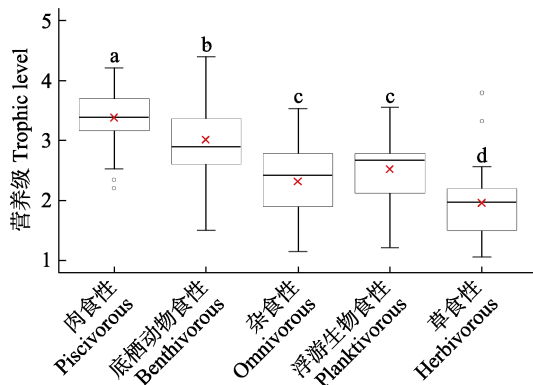 5
4
3
2
1
营养级 Trophic level
a
b
c
c
d
肉食性
Piscivorous
底栖动物食性
Benthivorous
杂食性
Omnivorous
浮游生物食性
Planktivorous
草食性
Herbivorous